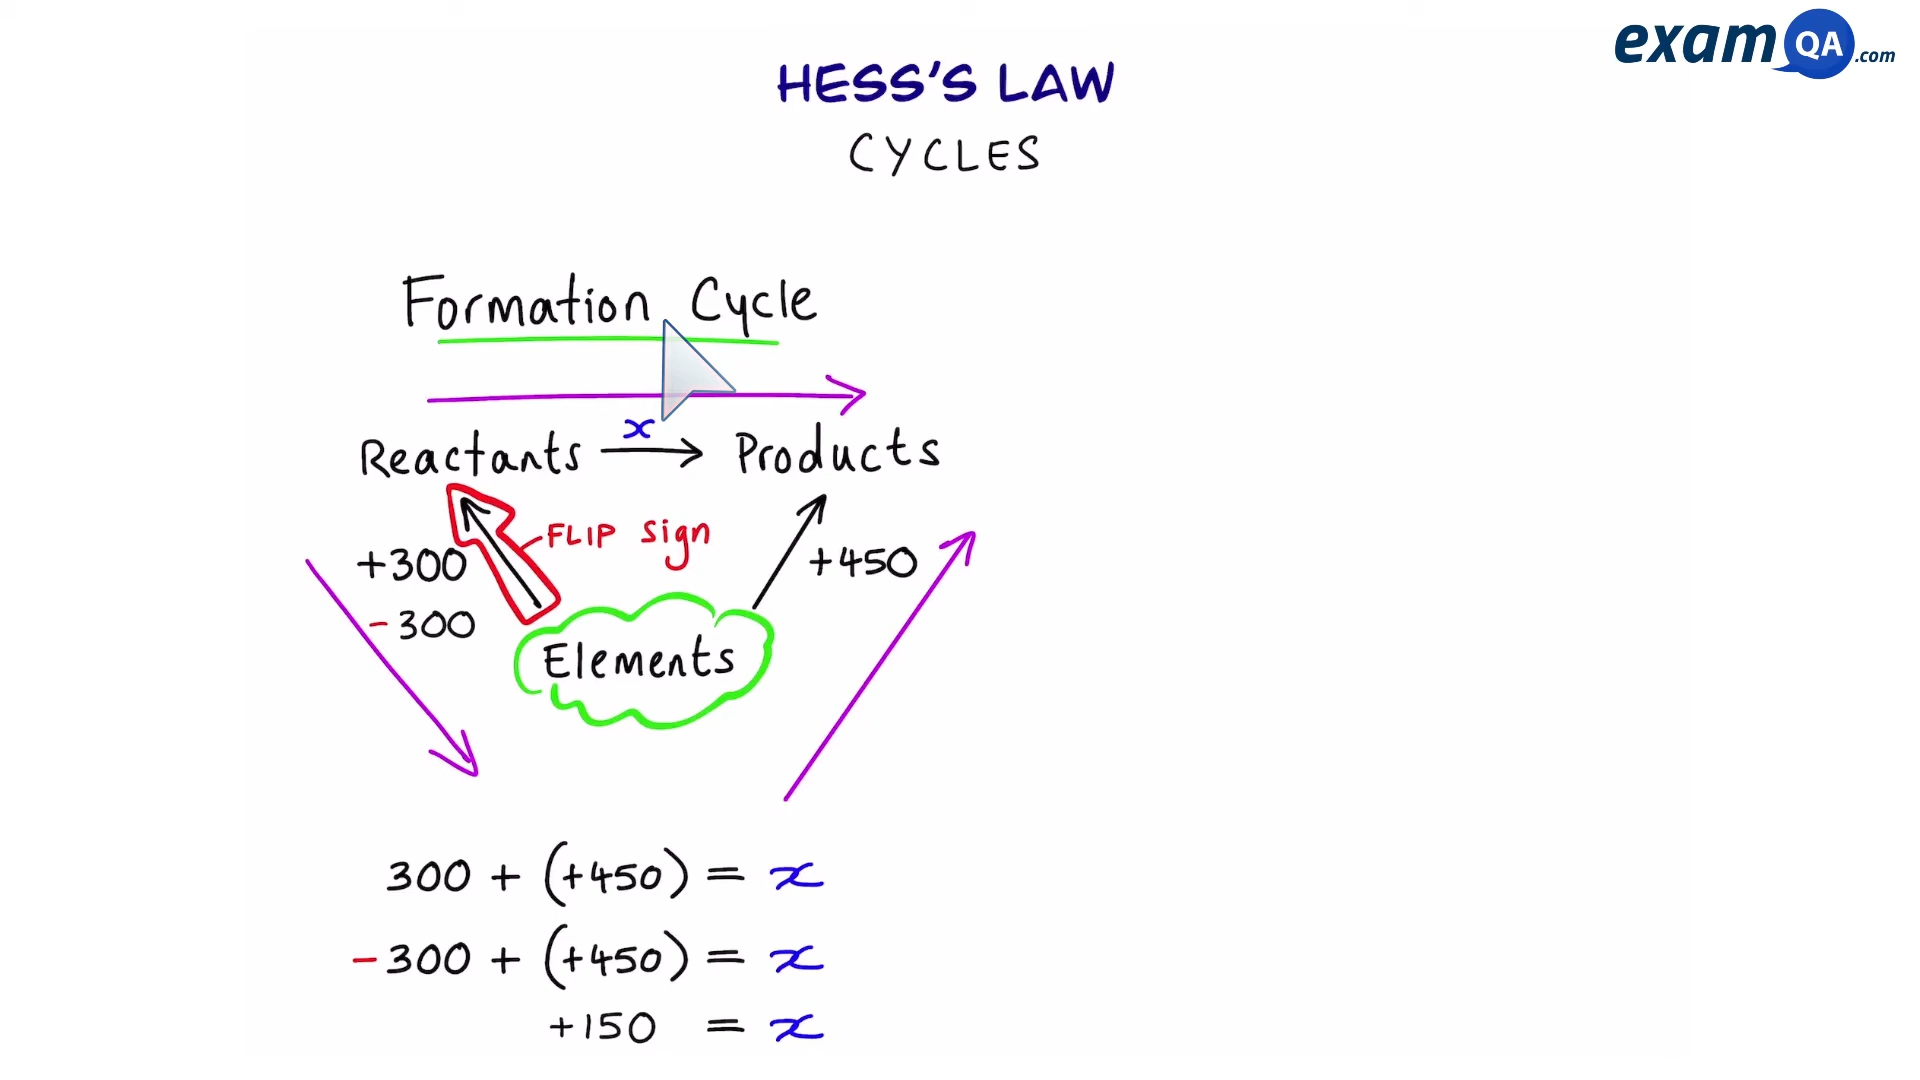 examQA.com
HESS'S LAW
CYCLES
Formation Cycle
x
Reactants → Products
FLIP sign
+300
+450
-300
Elements
300 + (+450) = x
-300 + (+450) = x
+150 = x